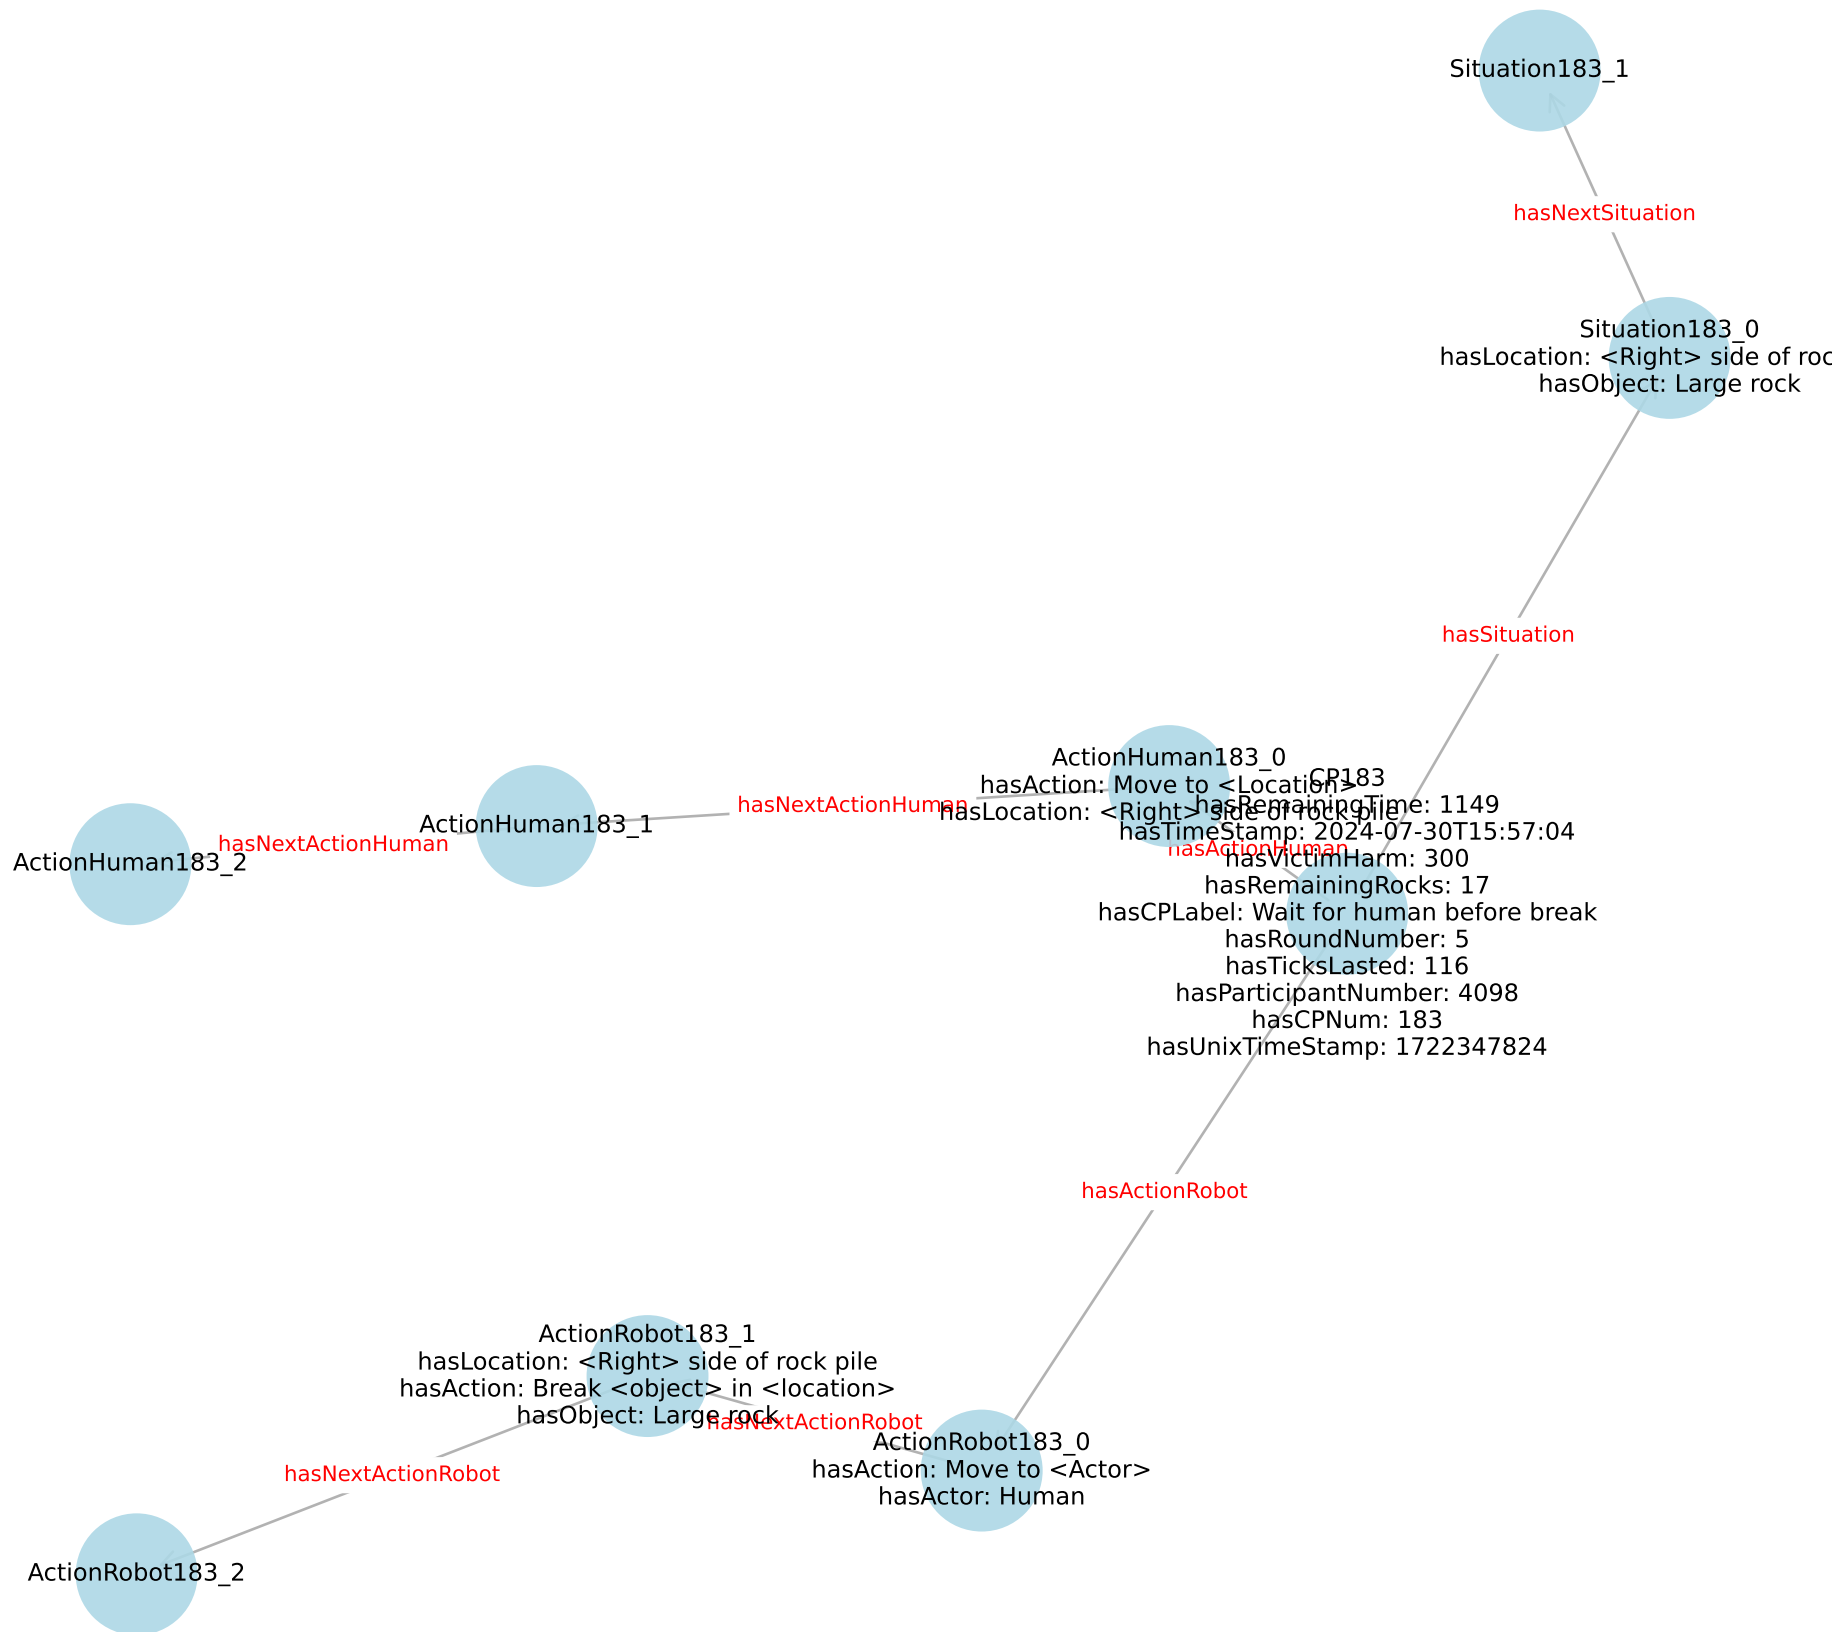 Situation183_1
hasNextSituation
Situation183_0
hasLocation: <Right> side of roc
hasObject: Large rock
hasSituation
ActionHuman183_0
hasAction: Move to <Location>
hasLocation: <Right> side of rock pile
hasNextActionHuman
ActionHuman183_1
hasNextActionHuman
ActionHuman183_2
hasActionHuman
CP183
hasRemainingTime: 1149
hasTimeStamp: 2024-07-30T15:57:04
hasVictimHarm: 300
hasRemainingRocks: 17
hasCPLabel: Wait for human before break
hasRoundNumber: 5
hasTicksLasted: 116
hasParticipantNumber: 4098
hasCPNum: 183
hasUnixTimeStamp: 1722347824
hasActionRobot
ActionRobot183_1
hasLocation: <Right> side of rock pile
hasAction: Break <object> in <location>
hasObject: Large rock
hasNextActionRobot
ActionRobot183_0
hasAction: Move to <Actor>
hasActor: Human
hasNextActionRobot
ActionRobot183_2